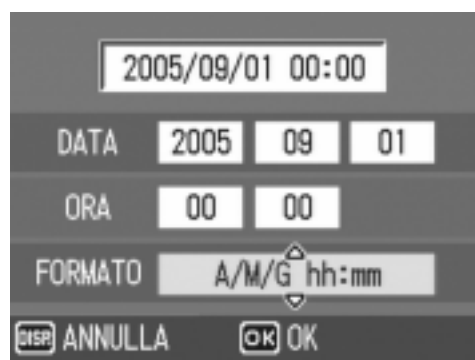 2005/09/01 00:00
DATA 2005 09 01
ORA 00 00
FORMATO A/M/G hh:mm
DISP. ANNULLA OK OK